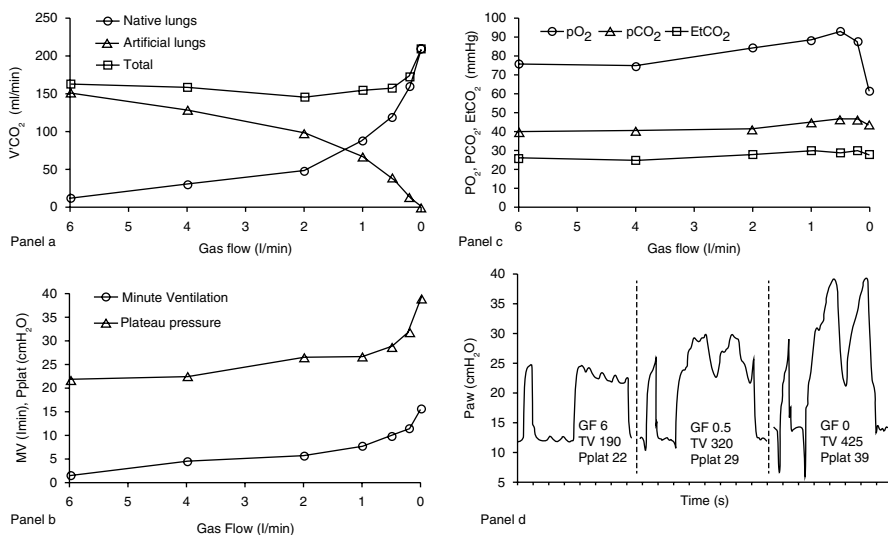 250
200
150
100
50
0
V'CO2 (ml/min)
Native lungs
Artificial lungs
Total
6 5 4 3 2 1 0
Gas flow (l/min)
Panel a
100
90
80
70
60
50
40
30
20
10
0
PO2, PCO2, EtCO2 (mmHg)
pO2 pCO2 EtCO2
6 5 4 3 2 1 0
Gas flow (l/min)
Panel c
40
35
30
25
20
15
10
5
0
MV (lmin), Pplat (cmH2O)
Minute Ventilation
Plateau pressure
6 5 4 3 2 1 0
Gas Flow (l/min)
Panel b
40
35
30
25
20
15
10
5
Paw (cmH2O)
GF 6
TV 190
Pplat 22
GF 0.5
TV 320
Pplat 29
GF 0
TV 425
Pplat 39
Time (s)
Panel d